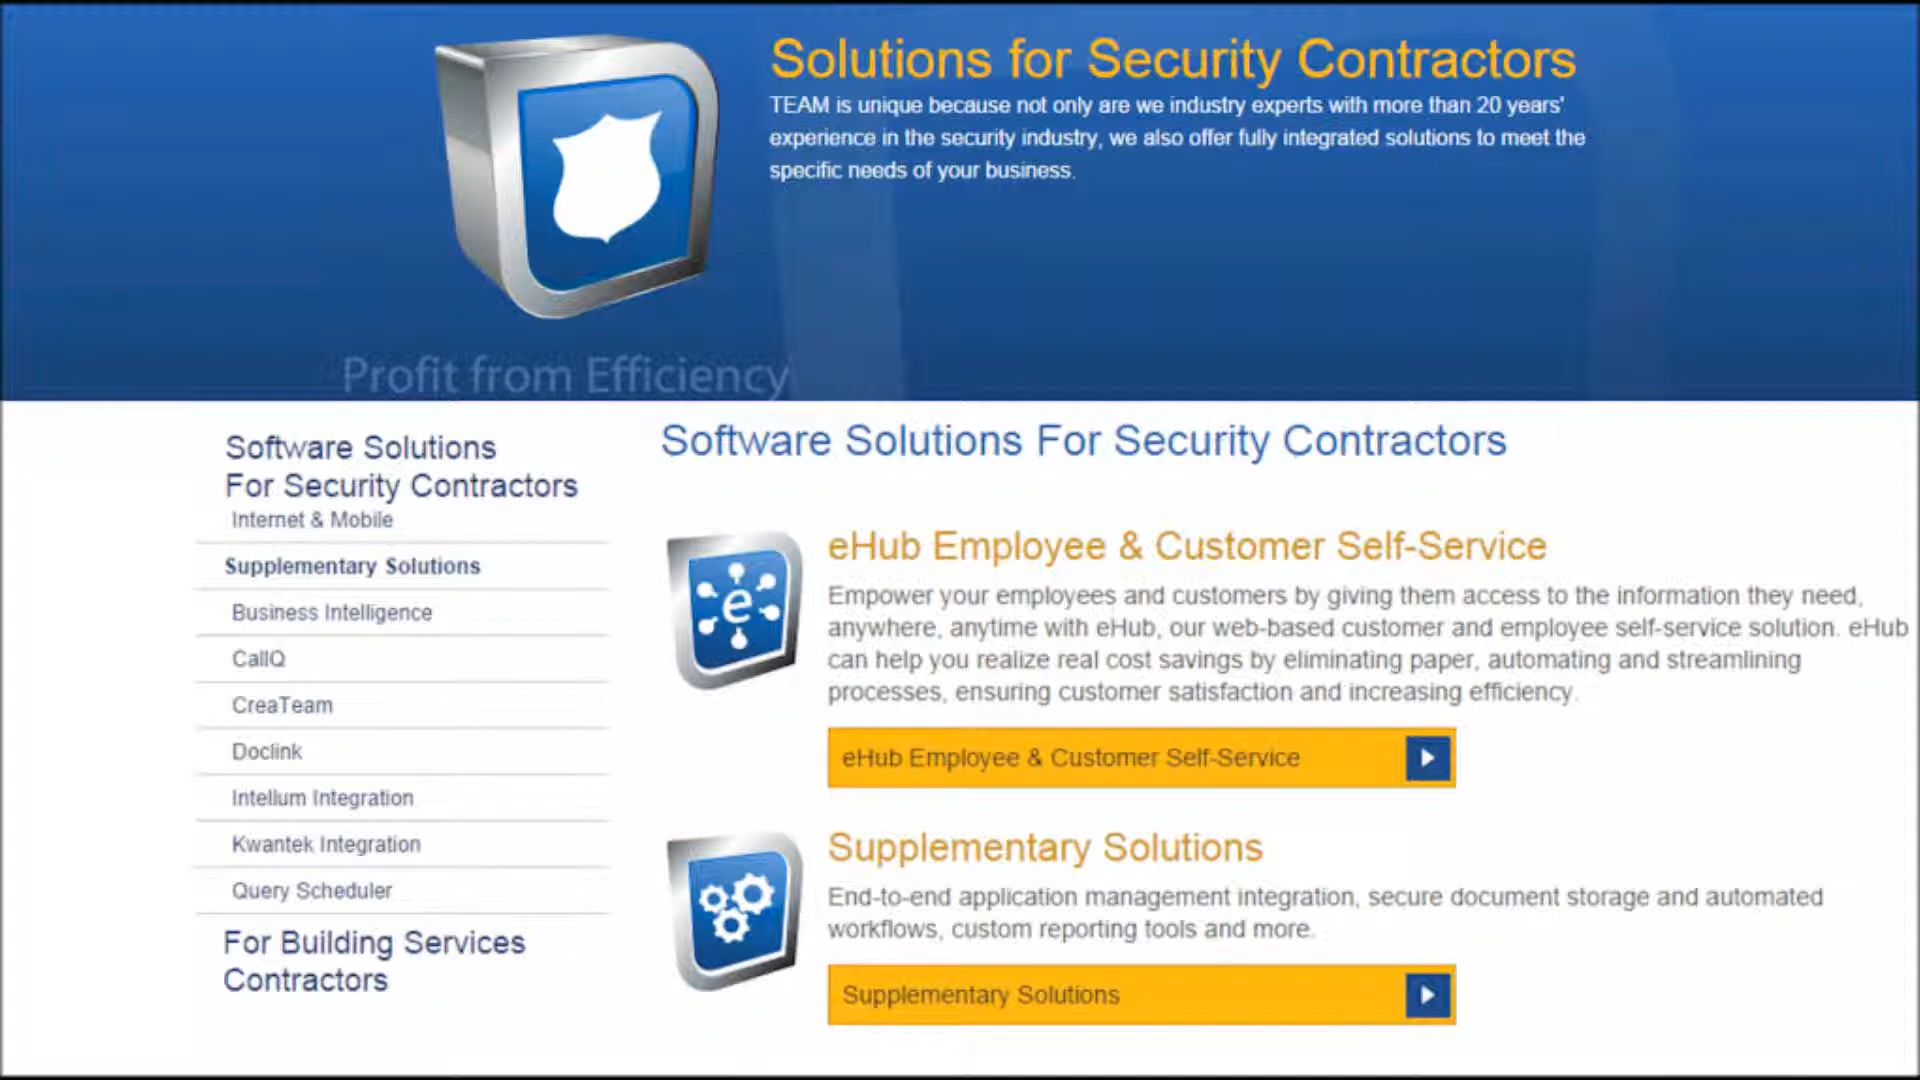 Solutions for Security Contractors
TEAM is unique because not only are we industry experts with more than 20 years'
experience in the security industry, we also offer fully integrated solutions to meet the
specific needs of your business.
Profit from Efficiency
Software Solutions
For Security Contractors
Internet & Mobile
Supplementary Solutions
Business Intelligence
CallQ
CreaTeam
Doclink
Intellum Integration
Kwantek Integration
Query Scheduler
For Building Services
Contractors
Software Solutions For Security Contractors
eHub Employee & Customer Self-Service
Empower your employees and customers by giving them access to the information they need,
anywhere, anytime with eHub, our web-based customer and employee self-service solution. eHub
can help you realize real cost savings by eliminating paper, automating and streamlining
processes, ensuring customer satisfaction and increasing efficiency.
eHub Employee & Customer Self-Service
Supplementary Solutions
End-to-end application management integration, secure document storage and automated
workflows, custom reporting tools and more.
Supplementary Solutions